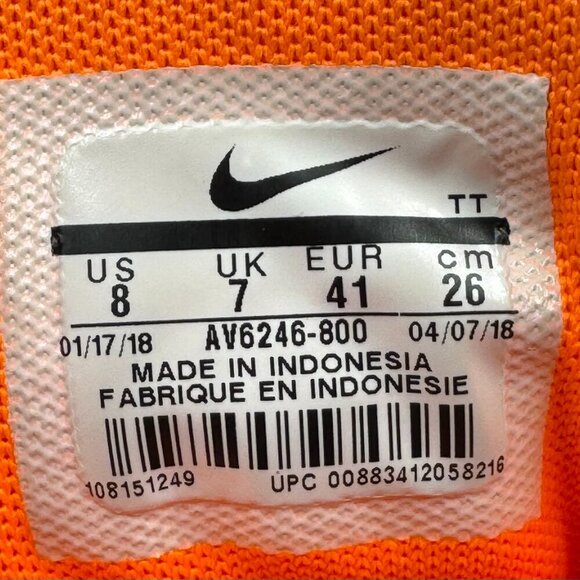 TT
US UK EUR cm
8 7 41 26
01/17/18 AV6246-800 04/07/18
MADE IN INDONESIA
FABRIQUE EN INDONESIE
108151249 UPC 00883412058216